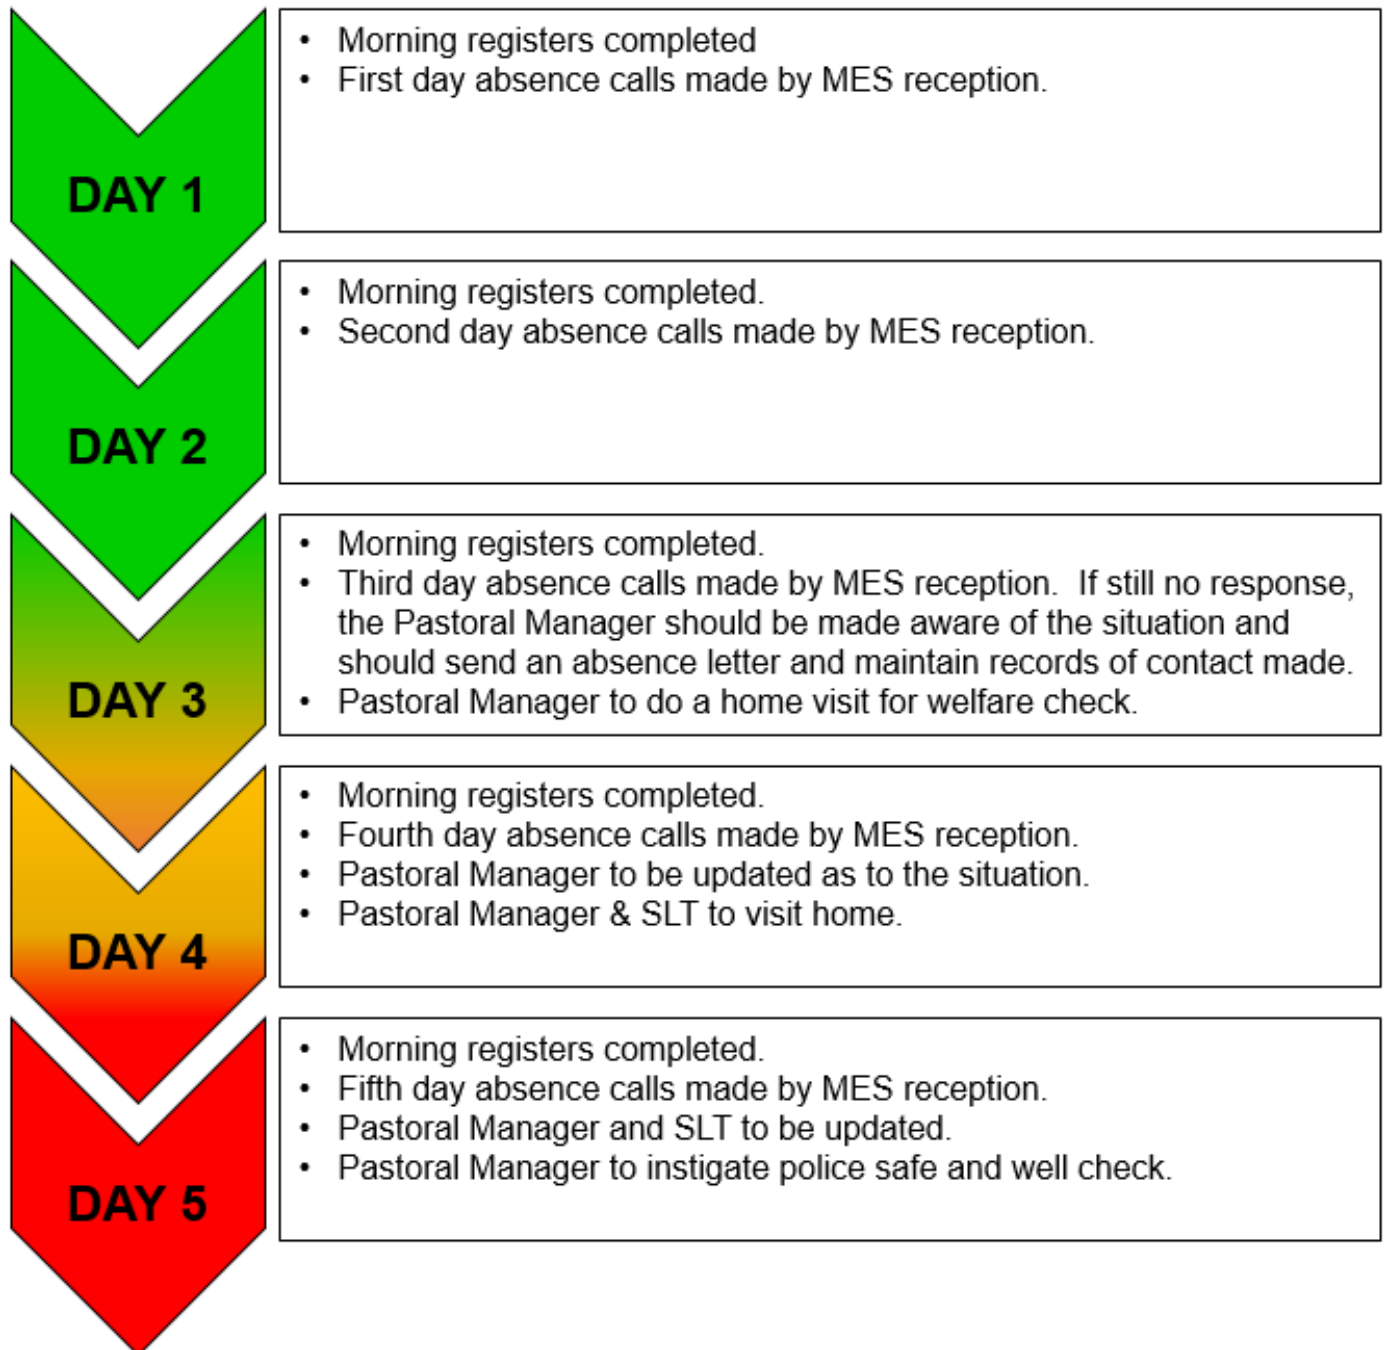 DAY 1
• Morning registers completed
• First day absence calls made by MES reception.
DAY 2
• Morning registers completed.
• Second day absence calls made by MES reception.
DAY 3
• Morning registers completed.
• Third day absence calls made by MES reception.  If still no response,
the Pastoral Manager should be made aware of the situation and
should send an absence letter and maintain records of contact made.
• Pastoral Manager to do a home visit for welfare check.
DAY 4
• Morning registers completed.
• Fourth day absence calls made by MES reception.
• Pastoral Manager to be updated as to the situation.
• Pastoral Manager & SLT to visit home.
DAY 5
• Morning registers completed.
• Fifth day absence calls made by MES reception.
• Pastoral Manager and SLT to be updated.
• Pastoral Manager to instigate police safe and well check.